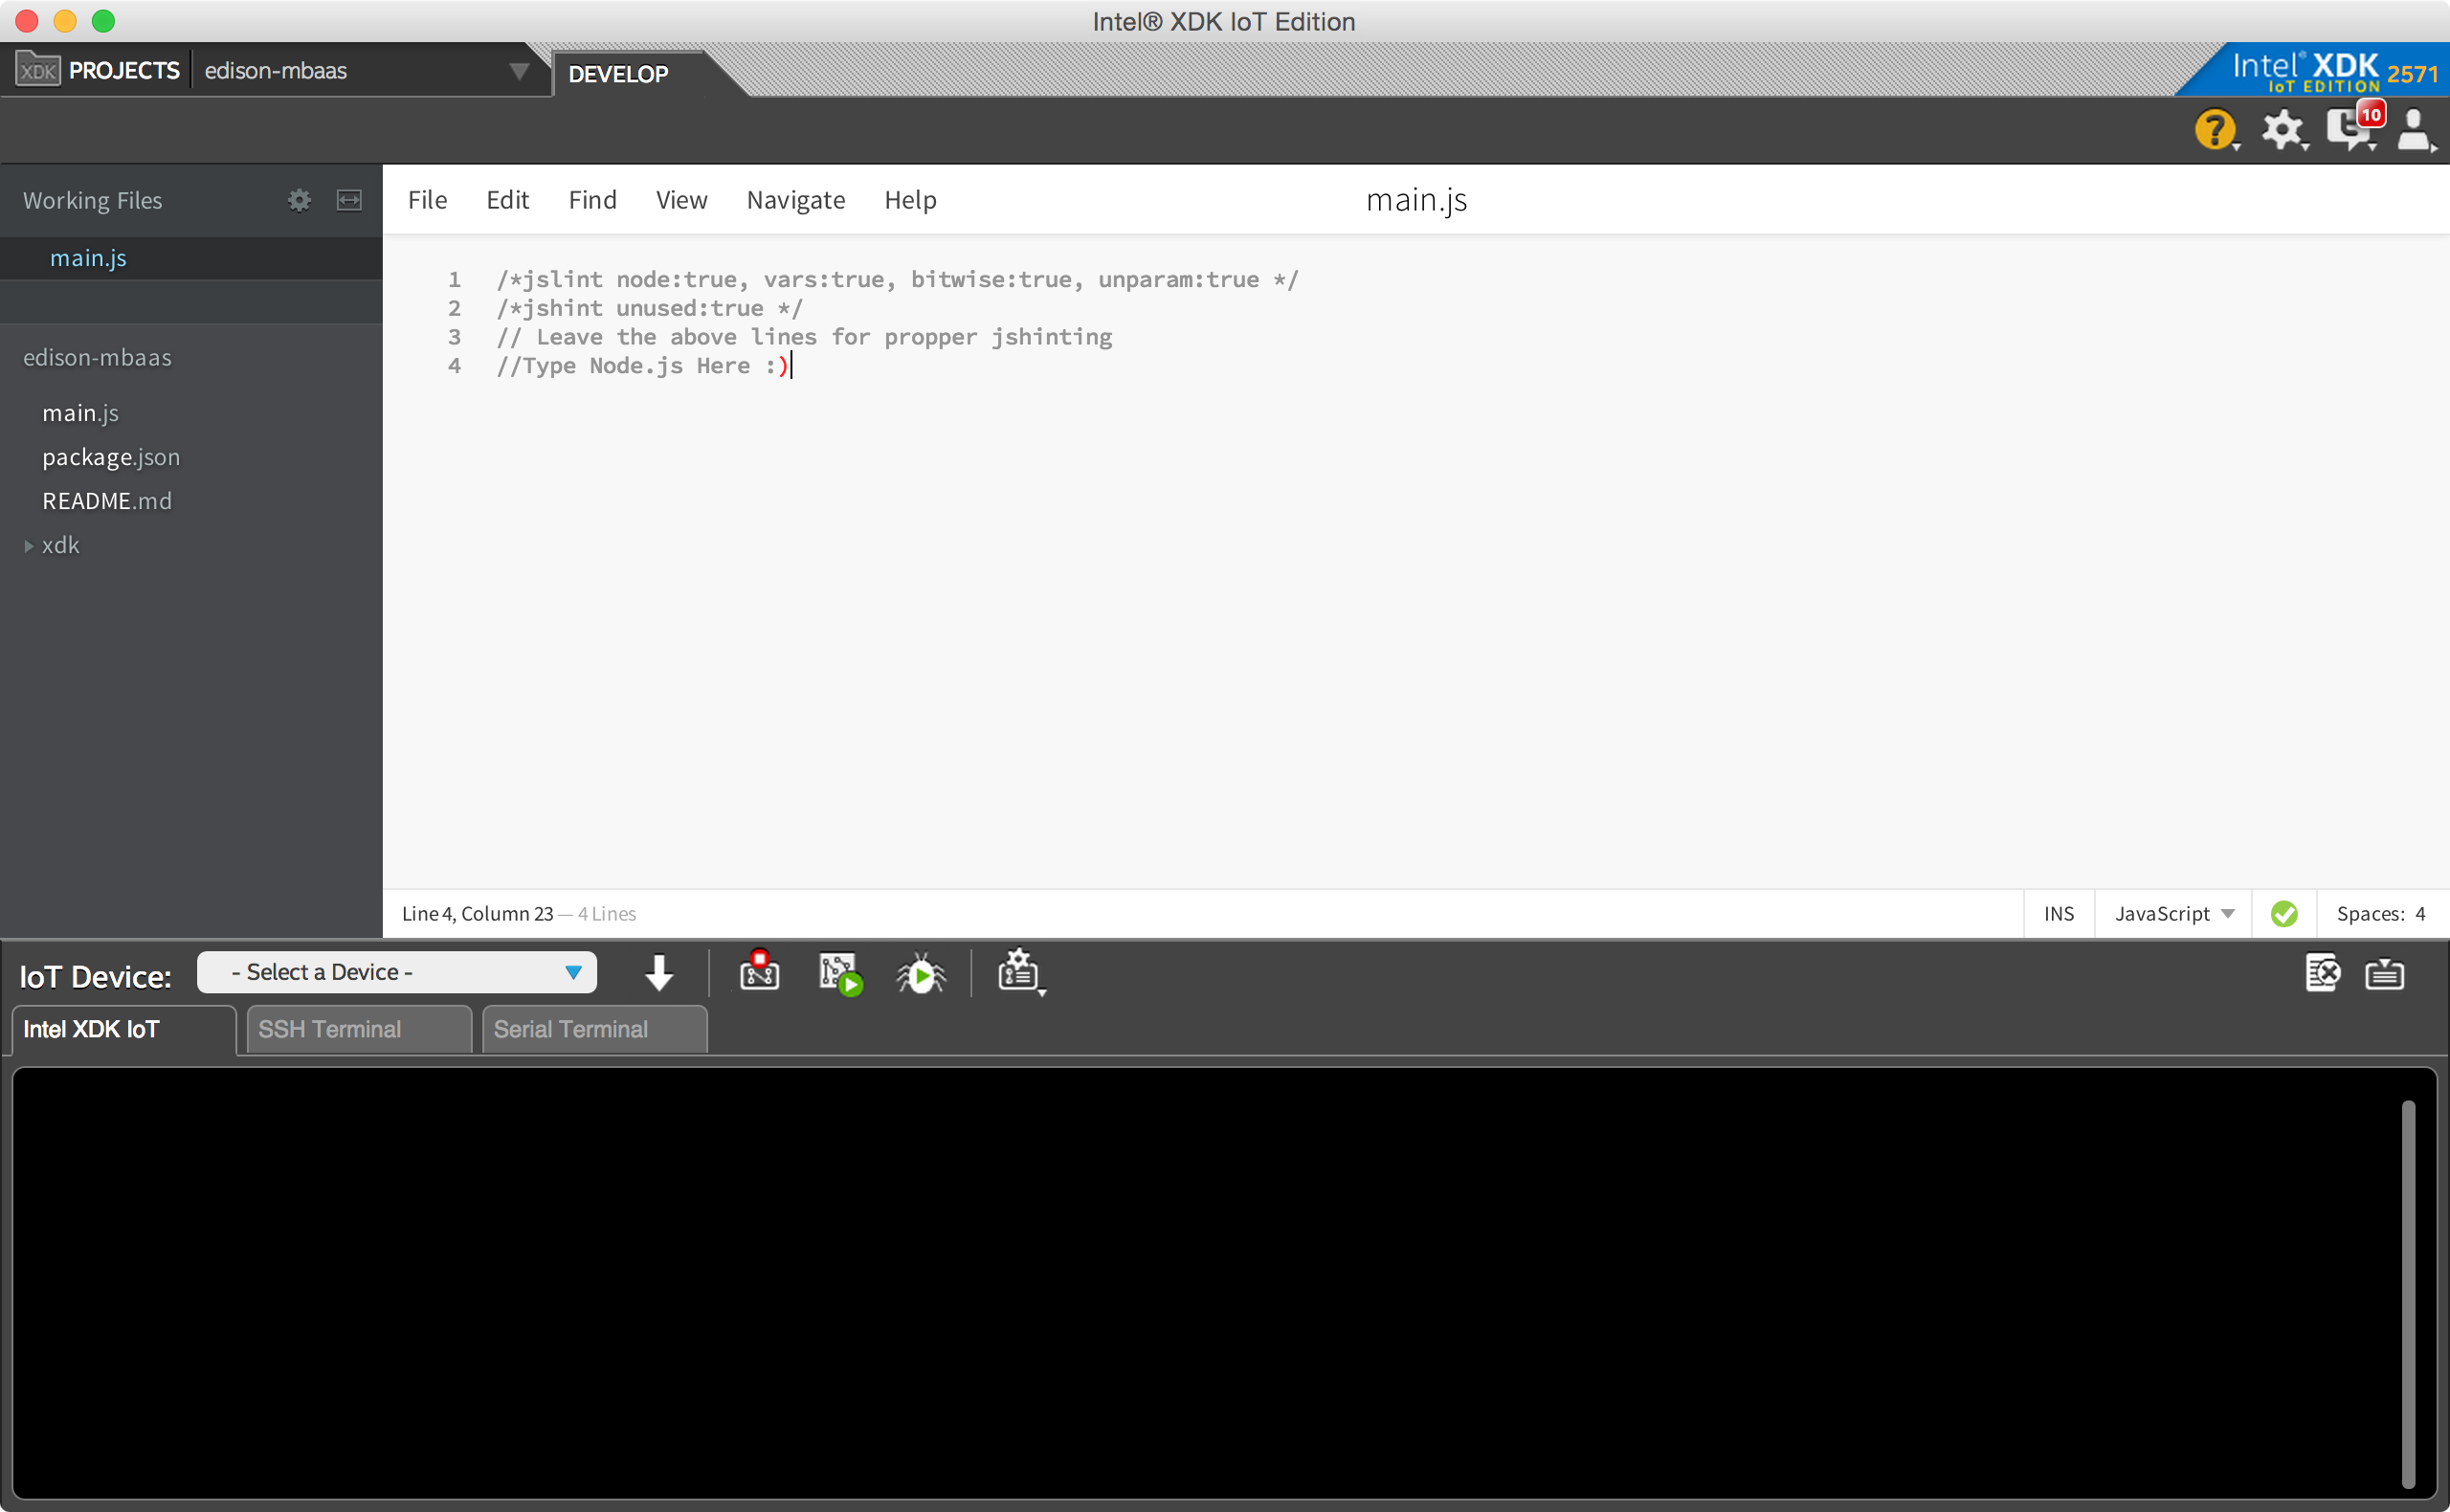 Intel® XDK IoT Edition
XDK PROJECTS edison-mbaas DEVELOP
Intel® XDK 2571
IoT EDITION
? 10
Working Files
main.js
edison-mbaas
main.js
package.json
README.md
xdk
File Edit Find View Navigate Help main.js
1 /*jslint node:true, vars:true, bitwise:true, unparam:true */
2 /*jshint unused:true */
3 // Leave the above lines for propper jshinting
4 //Type Node.js Here :)
Line 4, Column 23 — 4 Lines INS JavaScript Spaces: 4
IoT Device: - Select a Device -
Intel XDK IoT SSH Terminal Serial Terminal